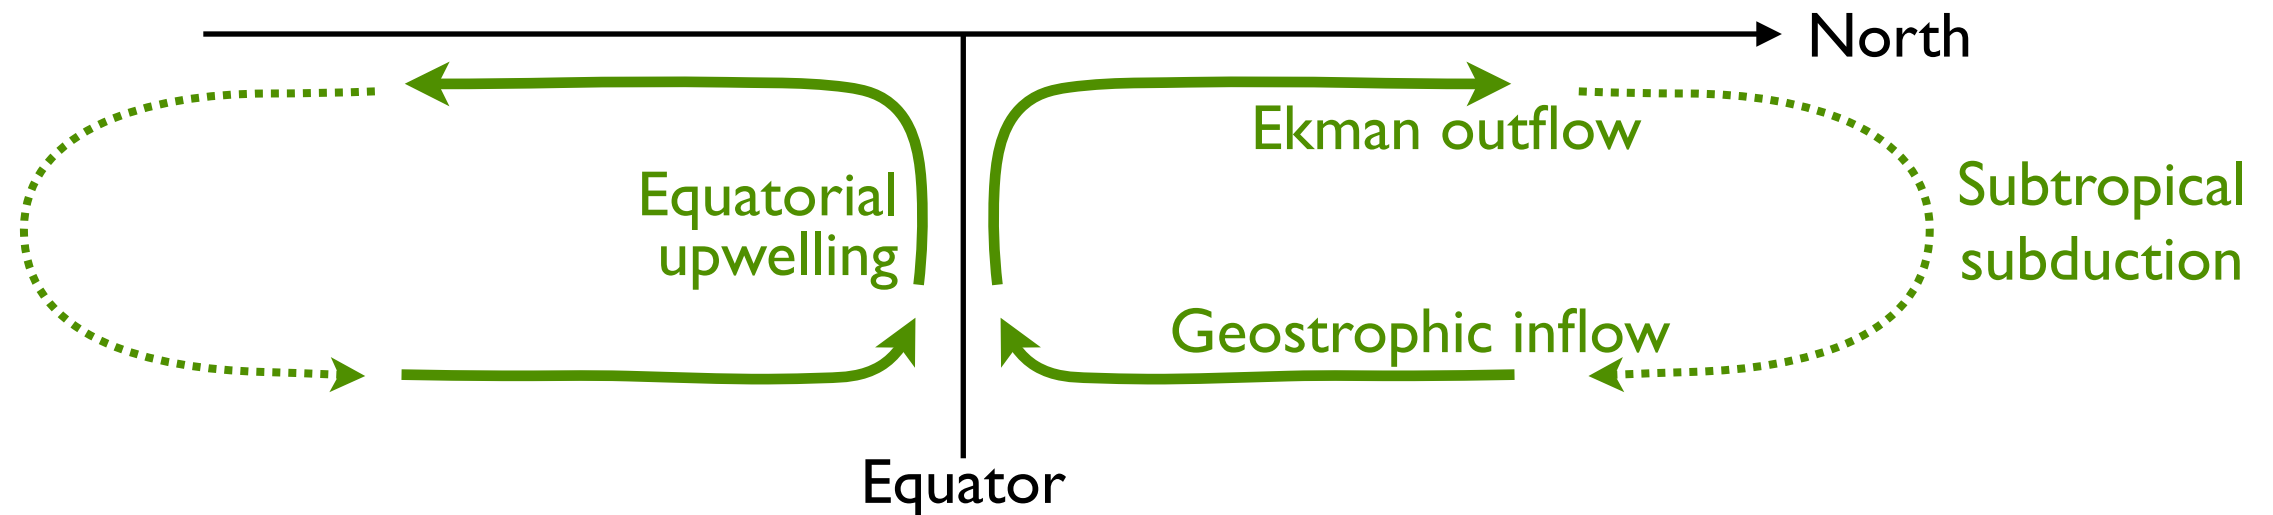 North
Ekman outflow
Equatorial
upwelling
Subtropical
subduction
Geostrophic inflow
Equator